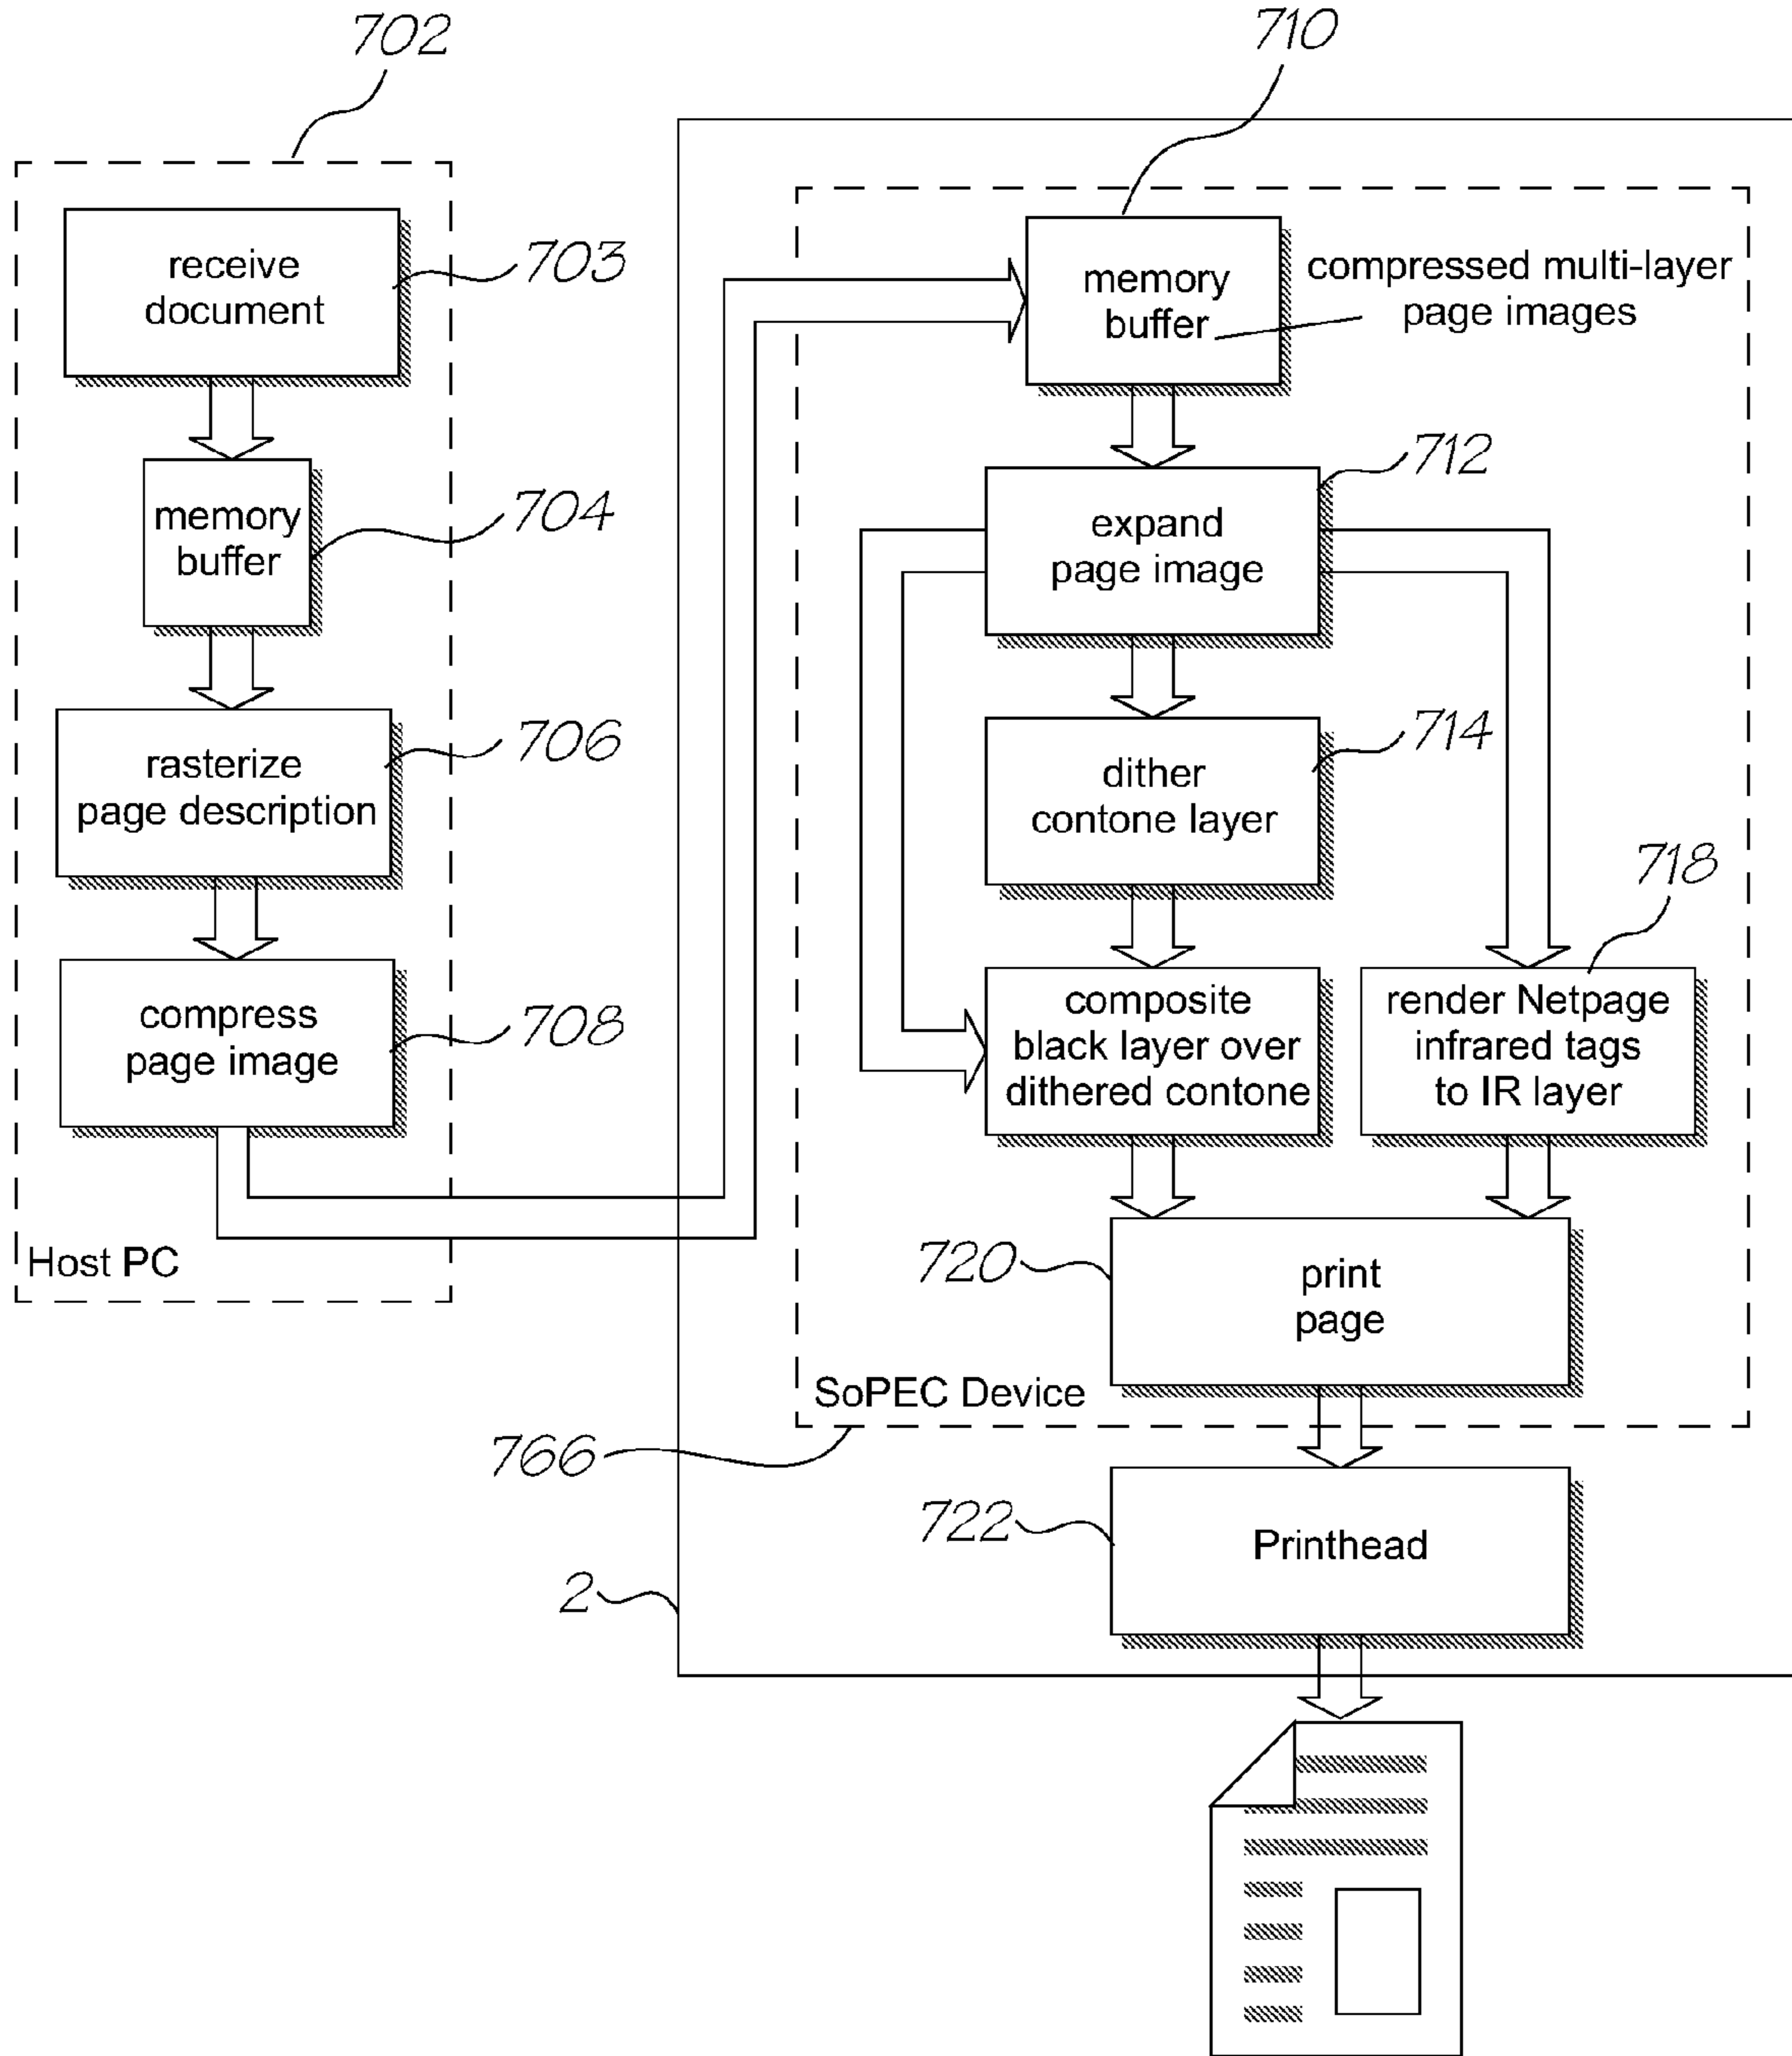 702
710
receive
document
703
memory
buffer
compressed multi-layer
page images
memory
buffer
704
expand
page image
712
rasterize
page description
706
dither
contone layer
714
718
compress
page image
708
composite
black layer over
dithered contone
render Netpage
infrared tags
to IR layer
Host PC
720
print
page
SoPEC Device
766
722
Printhead
2